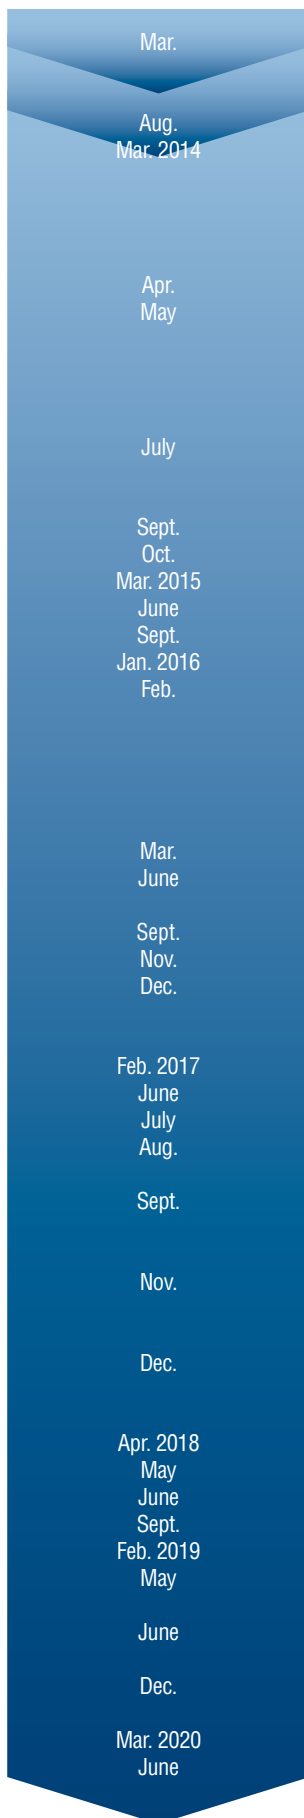 Mar.
Aug.
Mar. 2014
Apr.
May
July
Sept.
Oct.
Mar. 2015
June
Sept.
Jan. 2016
Feb.
Mar.
June
Sept.
Nov.
Dec.
Feb. 2017
June
July
Aug.
Sept.
Nov.
Dec.
Apr. 2018
May
June
Sept.
Feb. 2019
May
June
Dec.
Mar. 2020
June